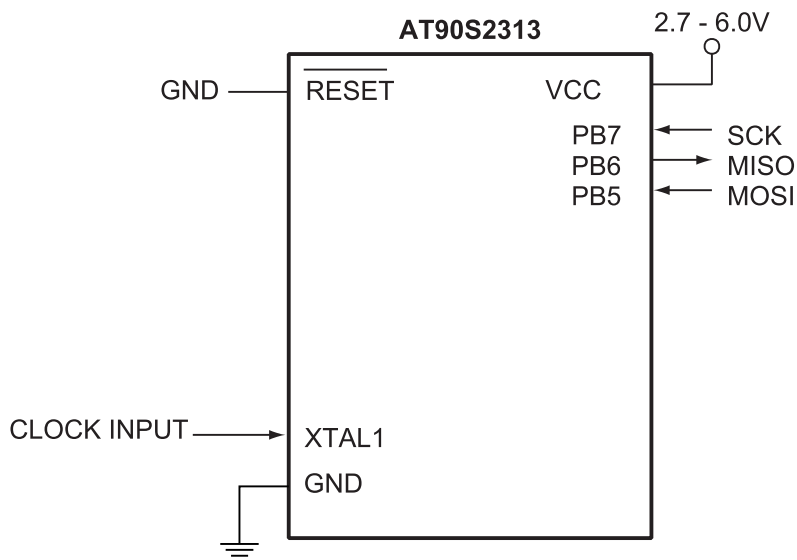 AT90S2313
2.7 - 6.0V
GND
RESET
VCC
PB7
SCK
PB6
MISO
PB5
MOSI
CLOCK INPUT
XTAL1
GND